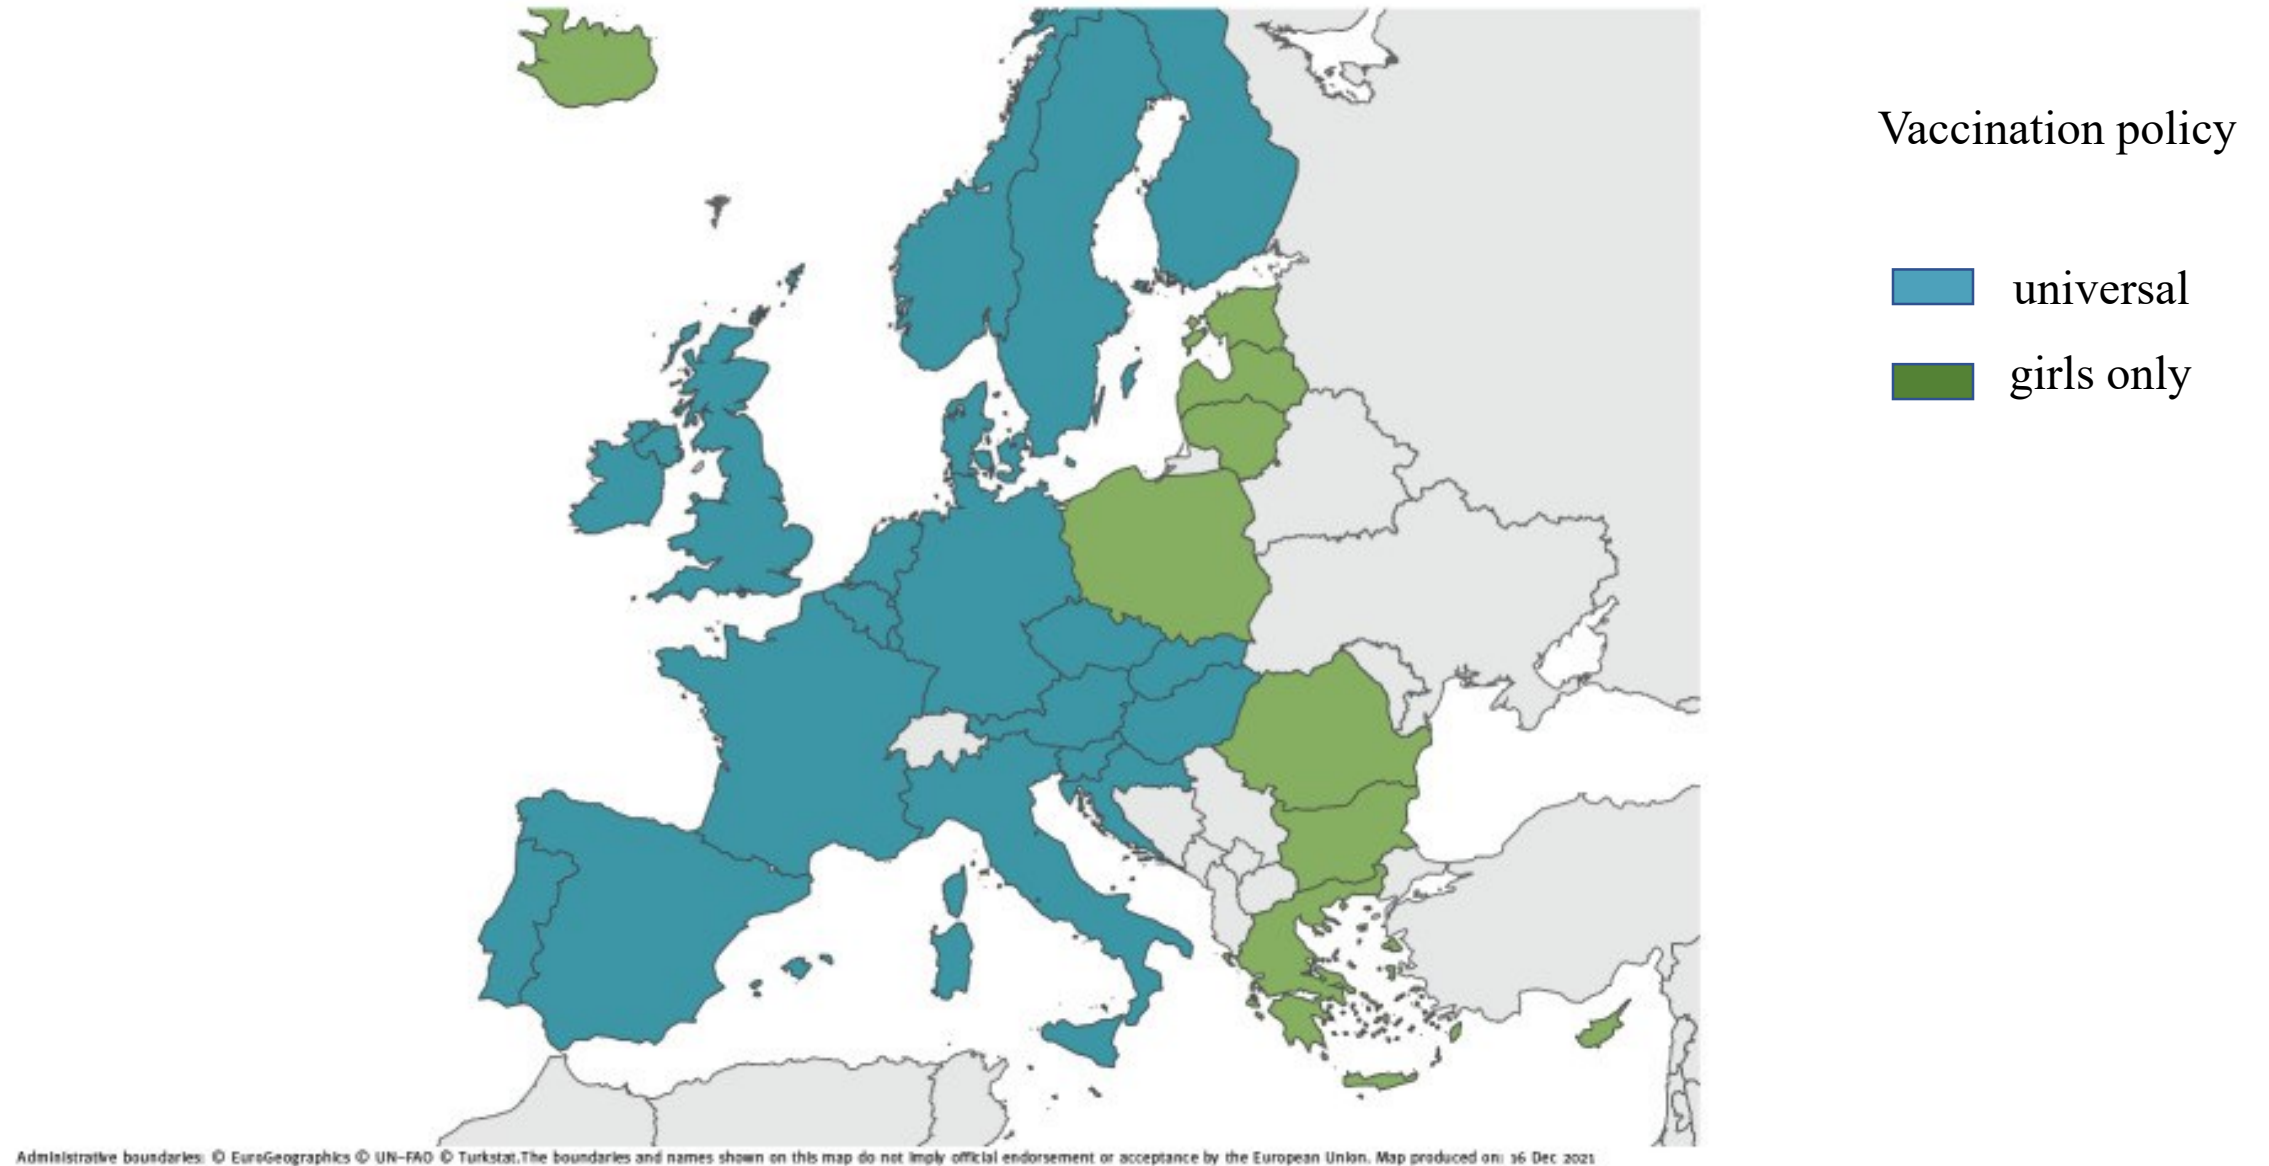 Vaccination policy
universal
girls only
Administrative boundaries: © EuroGeographics © UN–FAO © Turkstat.The boundaries and names shown on this map do not imply official endorsement or acceptance by the European Union. Map produced on: 16 Dec 2021